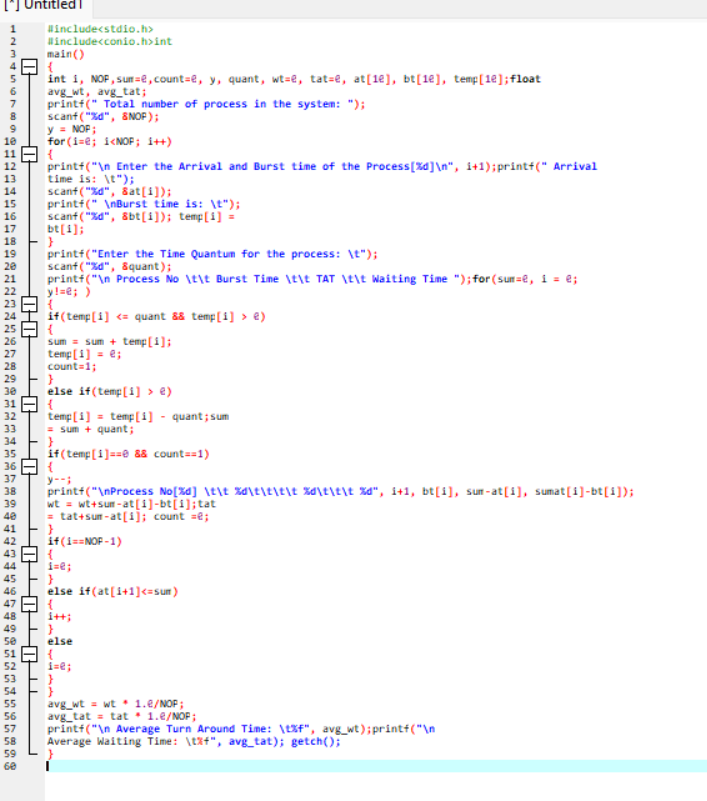 [*] Untitled1
1 #include<stdio.h>
2 #include<conio.h>int
3 main()
4 {
5 int i, NOP,sum=0,count=0, y, quant, wt=0, tat=0, at[10], bt[10], temp[10];float
6 avg_wt, avg_tat;
7 printf(" Total number of process in the system: ");
8 scanf("%d", &NOP);
9 y = NOP;
10 for(i=0; i<NOP; i++)
11 {
12 printf("\n Enter the Arrival and Burst time of the Process[%d]\n", i+1);printf(" Arrival
13 time is: \t");
14 scanf("%d", &at[i]);
15 printf(" \nBurst time is: \t");
16 scanf("%d", &bt[i]); temp[i] =
17 bt[i];
18 }
19 printf("Enter the Time Quantum for the process: \t");
20 scanf("%d", &quant);
21 printf("\n Process No \t\t Burst Time \t\t TAT \t\t Waiting Time ");for(sum=0, i = 0;
22 y!=0; )
23 {
24 if(temp[i] <= quant && temp[i] > 0)
25 {
26 sum = sum + temp[i];
27 temp[i] = 0;
28 count=1;
29 }
30 else if(temp[i] > 0)
31 {
32 temp[i] = temp[i] - quant;sum
33 = sum + quant;
34 }
35 if(temp[i]==0 && count==1)
36 {
37 y--;
38 printf("\nProcess No[%d] \t\t %d\t\t\t\t %d\t\t\t %d", i+1, bt[i], sum-at[i], sumat[i]-bt[i]);
39 wt = wt+sum-at[i]-bt[i];tat
40 = tat+sum-at[i]; count =0;
41 }
42 if(i==NOP-1)
43 {
44 i=0;
45 }
46 else if(at[i+1]<=sum)
47 {
48 i++;
49 }
50 else
51 {
52 i=0;
53 }
54 }
55 avg_wt = wt * 1.0/NOP;
56 avg_tat = tat * 1.0/NOP;
57 printf("\n Average Turn Around Time: \t%f", avg_wt);printf("\n
58 Average Waiting Time: \t%f", avg_tat); getch();
59 }
60